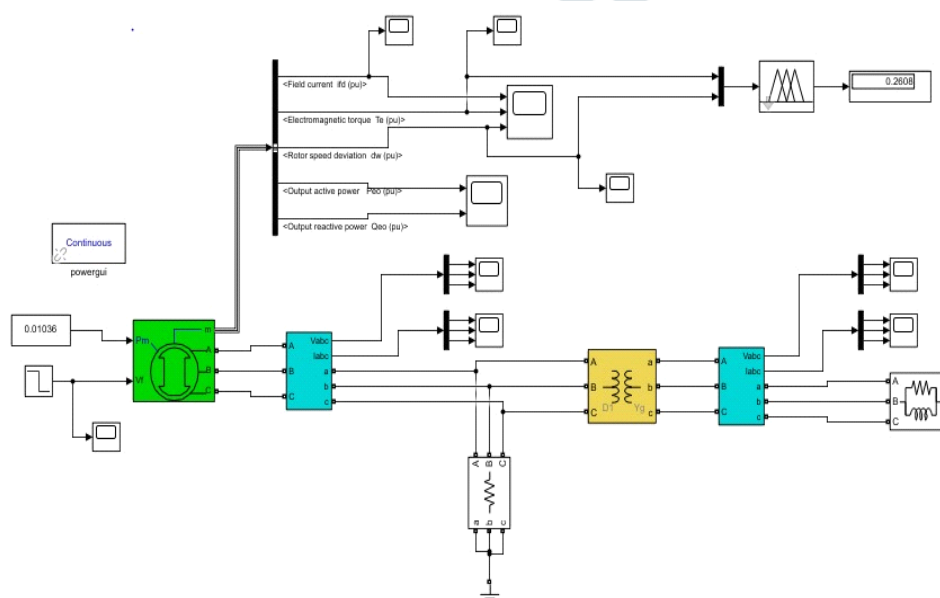 <Field current ifd (pu)>
0.2608
<Electromagnetic torque Te (pu)>
<Rotor speed deviation dw (pu)>
<Output active power Peo (pu)>
<Output reactive power Qeo (pu)>
Continuous
powergui
0.01036
Pm
m
A
B
C
Vf
A
B
C
Vabc
Iabc
a
b
c
A
B
C
a
b
c
D1
Yg
A
B
C
Vabc
Iabc
a
b
c
A
B
C
A
B
C
a
b
c